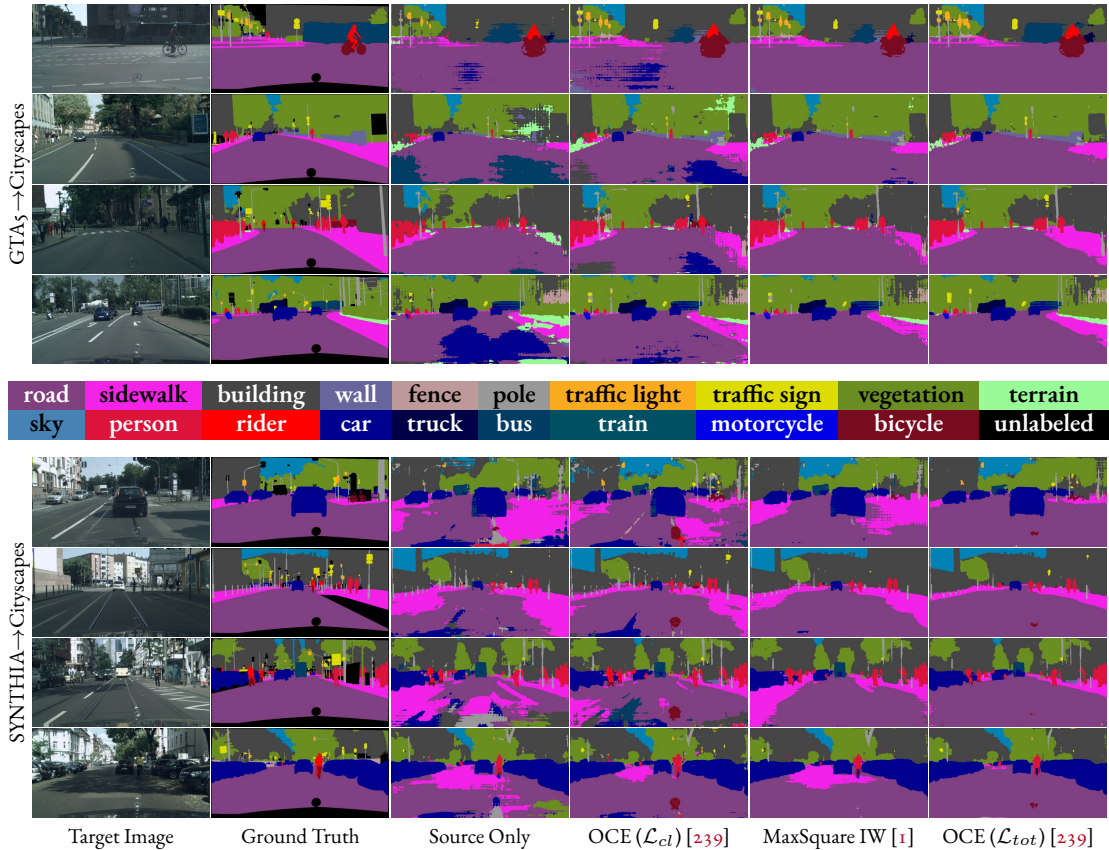 GTA5 →Cityscapes
road sidewalk building wall fence pole traffic light traffic sign vegetation terrain
sky person rider car truck bus train motorcycle bicycle unlabeled
SYNTHIA→Cityscapes
Target Image Ground Truth Source Only OCE (ℒcl) [239] MaxSquare IW [1] OCE (ℒtot) [239]